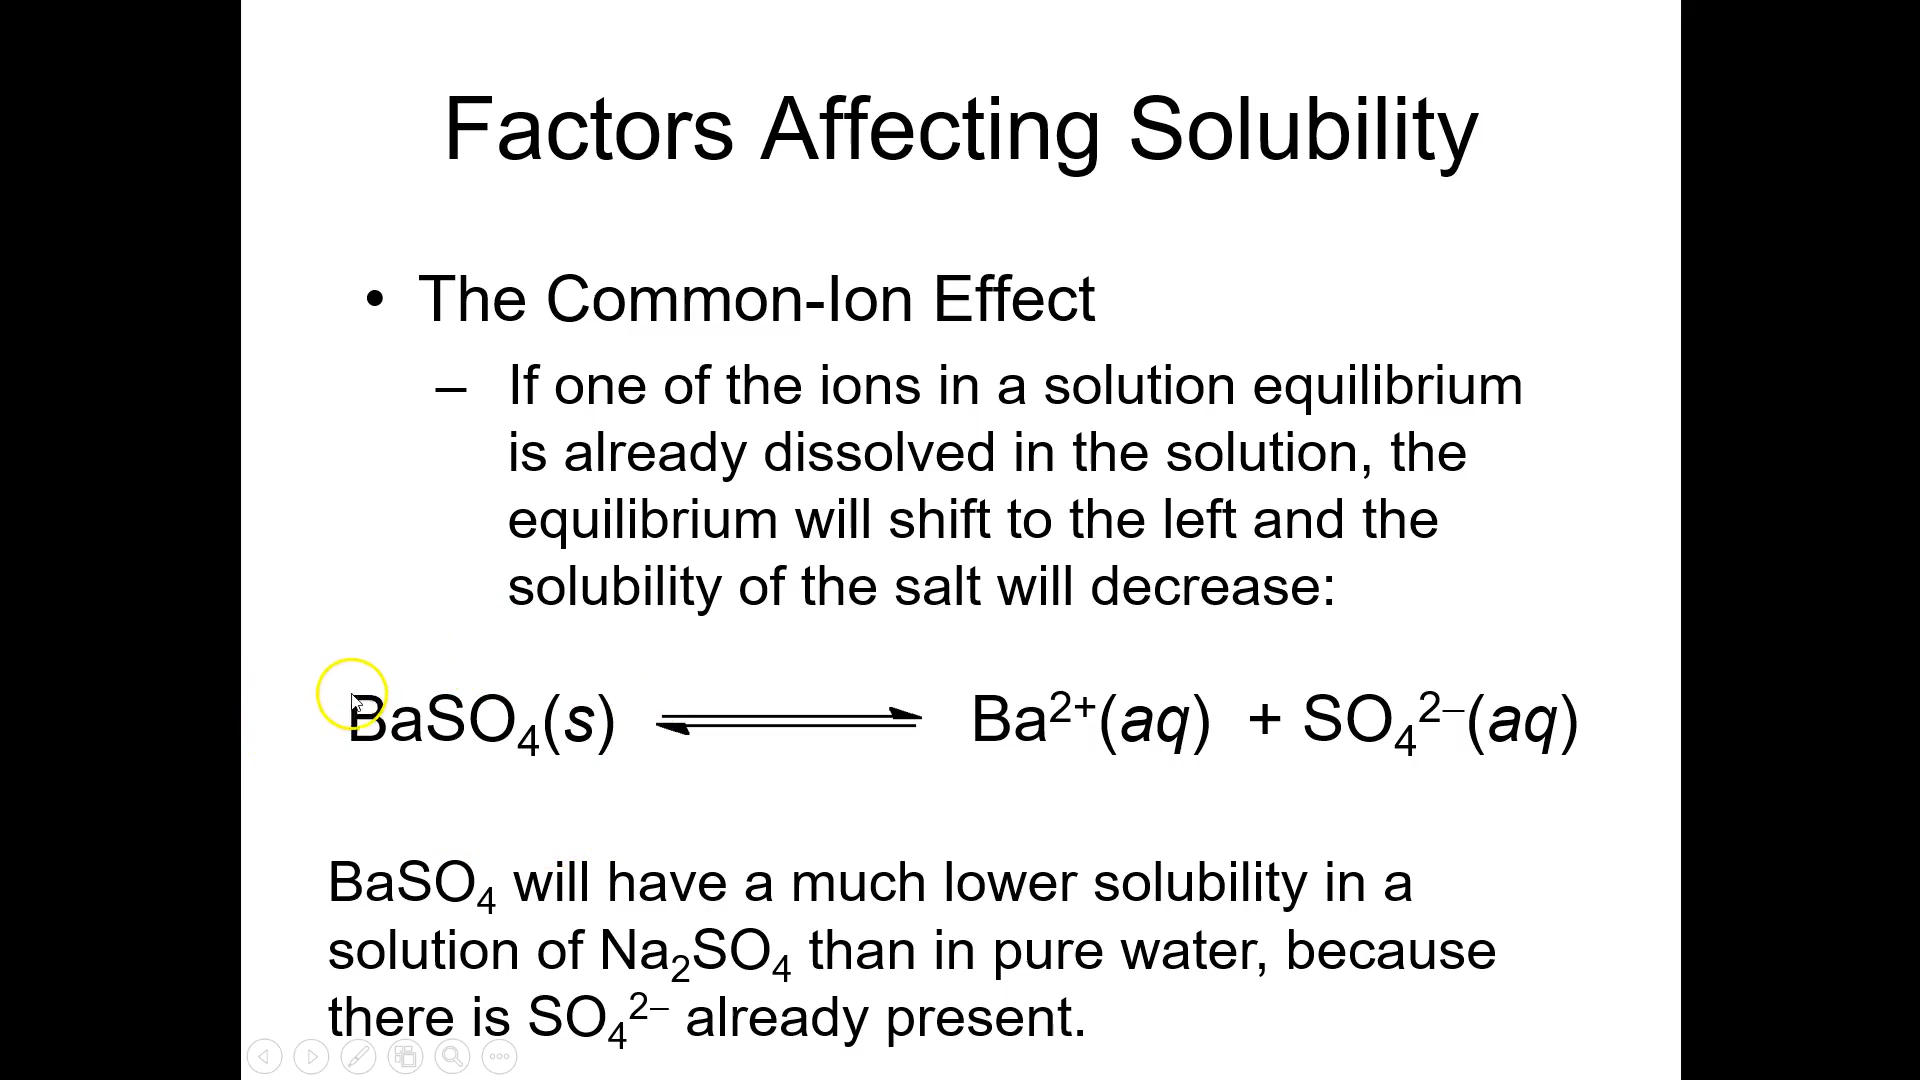 Factors Affecting Solubility
• The Common-Ion Effect
– If one of the ions in a solution equilibrium
is already dissolved in the solution, the
equilibrium will shift to the left and the
solubility of the salt will decrease:
BaSO₄(s) ⇌ Ba²⁺(aq) + SO₄²⁻(aq)
BaSO₄ will have a much lower solubility in a
solution of Na₂SO₄ than in pure water, because
there is SO₄²⁻ already present.